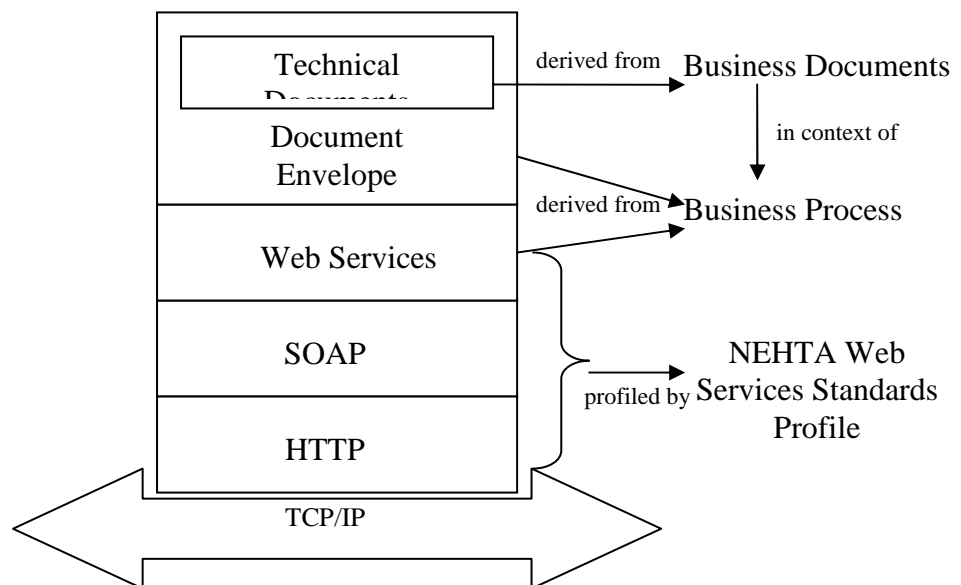 Technical
Documents
derived from
Business Documents
in context of
Document
Envelope
derived from
Business Process
Web Services
SOAP
NEHTA Web
profiled by
Services Standards
Profile
HTTP
TCP/IP